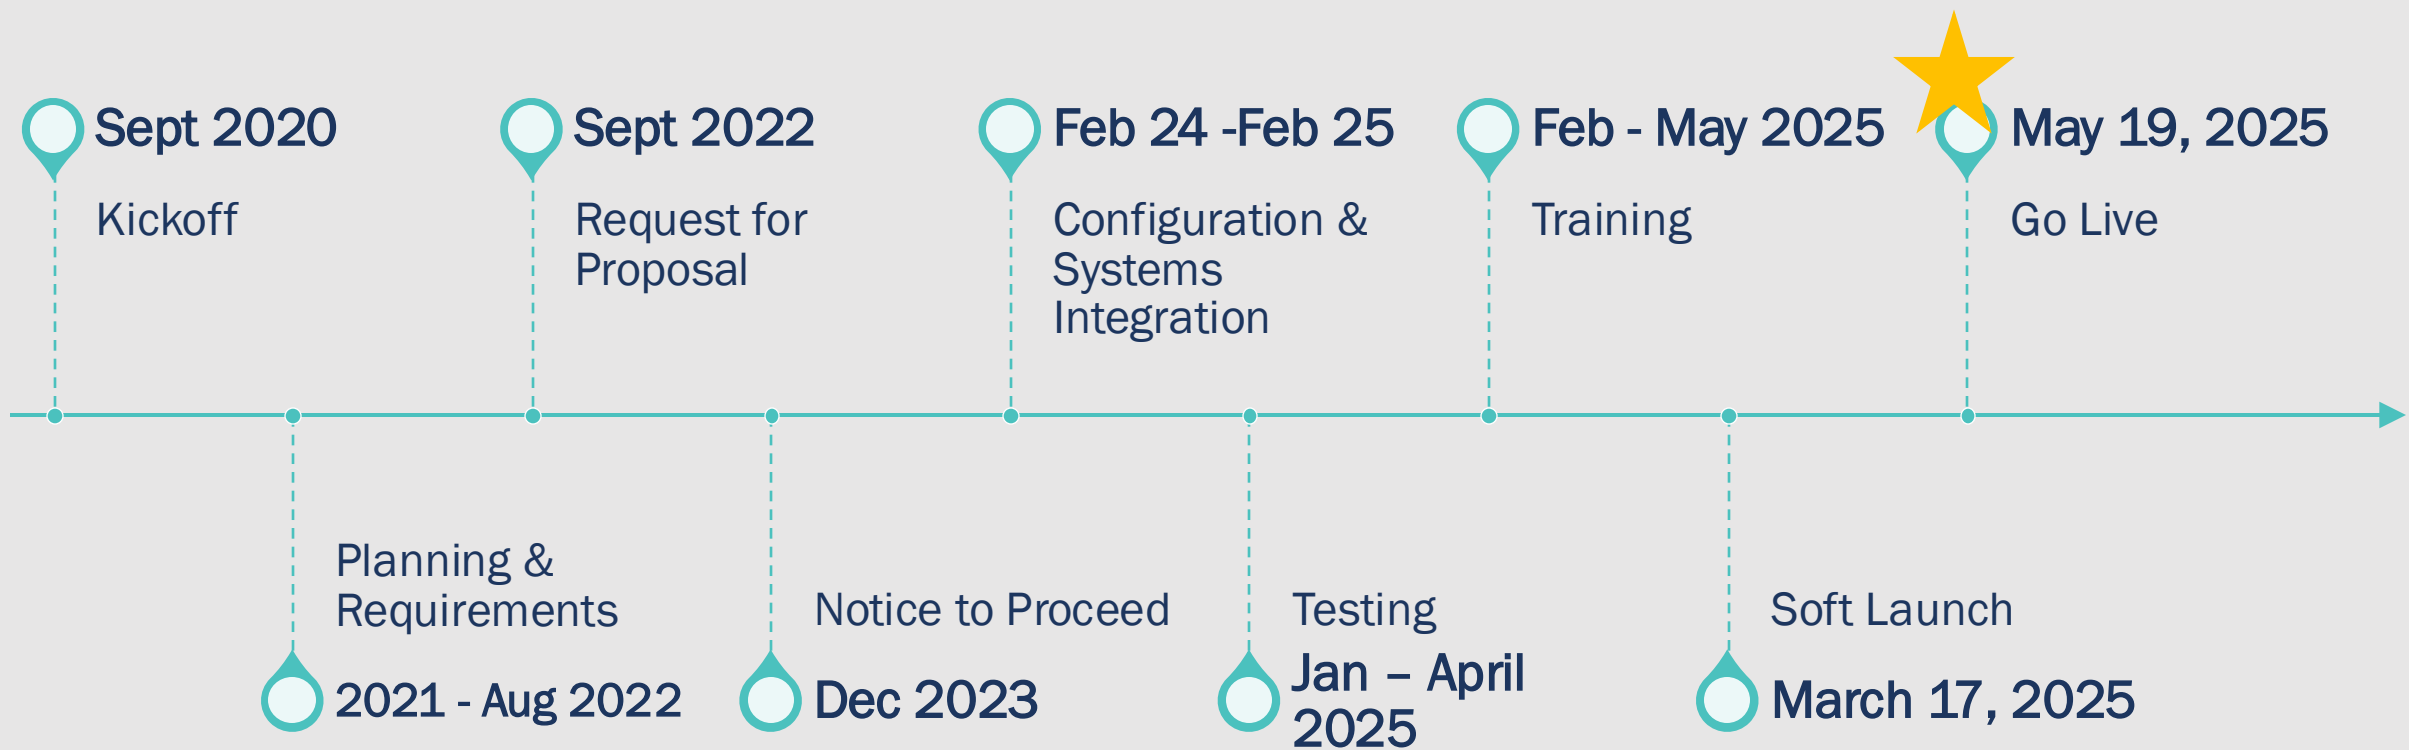 Sept 2020
Kickoff
Sept 2022
Request for
Proposal
Feb 24 -Feb 25
Configuration &
Systems
Integration
Feb - May 2025
Training
May 19, 2025
Go Live
Planning &
Requirements
2021 - Aug 2022
Notice to Proceed
Dec 2023
Testing
Jan – April
2025
Soft Launch
March 17, 2025